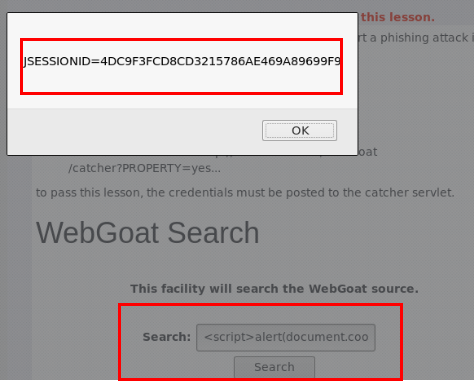 this lesson.
rt a phishing attack i
JSESSIONID=4DC9F3FCD8CD3215786AE469A89699F9
OK
oat
/catcher?PROPERTY=yes...
to pass this lesson, the credentials must be posted to the catcher servlet.
WebGoat Search
This facility will search the WebGoat source.
Search: <script>alert(document.coo
Search